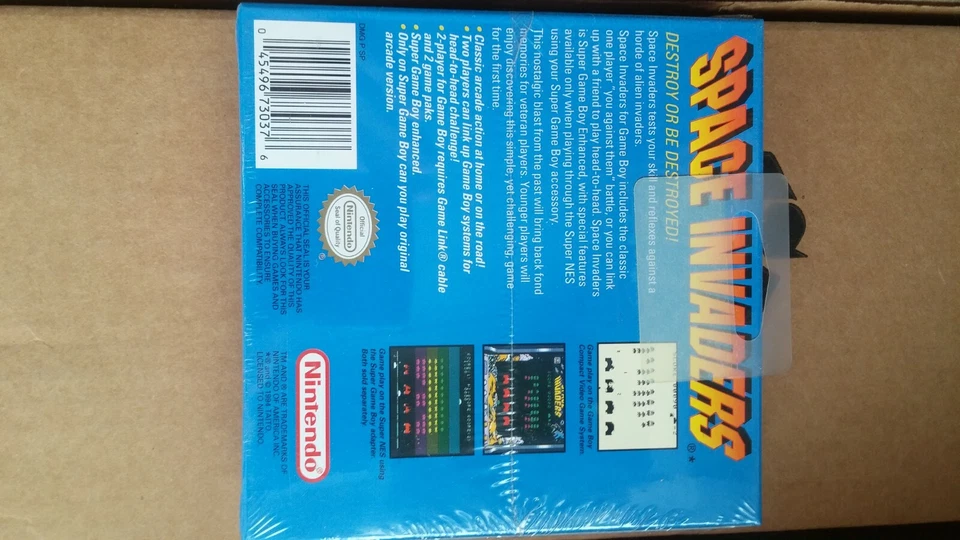 SPACE INVADERS®*
DESTROY OR BE DESTROYED!
Space Invaders tests your skill and reflexes against a
horde of alien invaders.
Space Invaders for Game Boy includes the classic
one player "you against them" battle, or you can link
up with a friend to play head-to-head. Space Invaders
is Super Game Boy Enhanced, with special features
available only when playing through the Super NES
using your Super Game Boy accessory.
This nostalgic blast from the past will bring back fond
memories for veteran players. Younger players will
enjoy discovering this simple, yet challenging, game
for the first time.
• Classic arcade action at home or on the road!
• Two players can link up Game Boy systems for
head-to-head challenge!
• 2-player for Game Boy requires Game Link® cable
and 2 game paks.
• Super Game Boy enhanced.
• Only on Super Game Boy can you play original
arcade version.
Game play on the Game Boy
Compact Video Game System
INVADERS
Game play on the Super NES using
the Super Game Boy adapter.
Both sold separately.
DMG P SP
0 45496 73037 6
Official
Nintendo
Seal of Quality
®
THIS OFFICIAL SEAL IS YOUR
ASSURANCE THAT NINTENDO HAS
APPROVED THE QUALITY OF THIS
PRODUCT. ALWAYS LOOK FOR THIS
SEAL WHEN BUYING GAMES AND
ACCESSORIES TO ENSURE
COMPLETE COMPATIBILITY.
Nintendo®
TM AND ® ARE TRADEMARKS OF
NINTENDO OF AMERICA INC.
*® and © 1994 TAITO.
LICENSED TO NINTENDO.